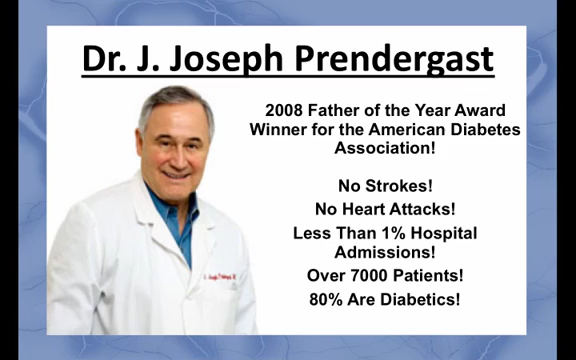 Dr. J. Joseph Prendergast
2008 Father of the Year Award
Winner for the American Diabetes
Association!
No Strokes!
No Heart Attacks!
Less Than 1% Hospital
Admissions!
Over 7000 Patients!
80% Are Diabetics!